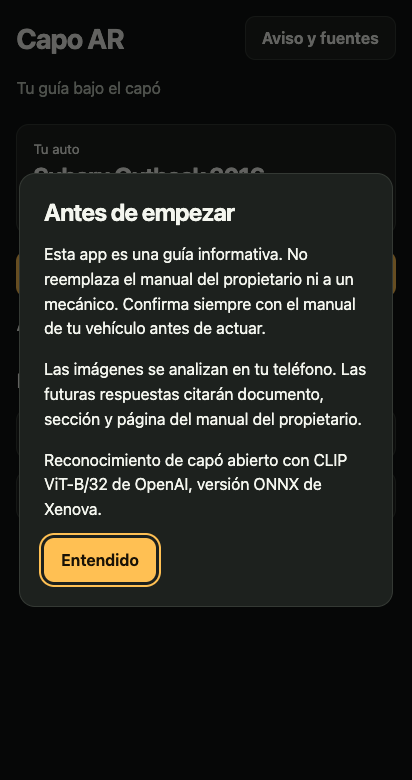 Capo AR
Aviso y fuentes
Tu guía bajo el capó
Tu auto
Antes de empezar
Esta app es una guía informativa. No
reemplaza el manual del propietario ni a un
mecánico. Confirma siempre con el manual
de tu vehículo antes de actuar.
Las imágenes se analizan en tu teléfono. Las
futuras respuestas citarán documento,
sección y página del manual del propietario.
Reconocimiento de capó abierto con CLIP
ViT-B/32 de OpenAI, versión ONNX de
Xenova.
Entendido